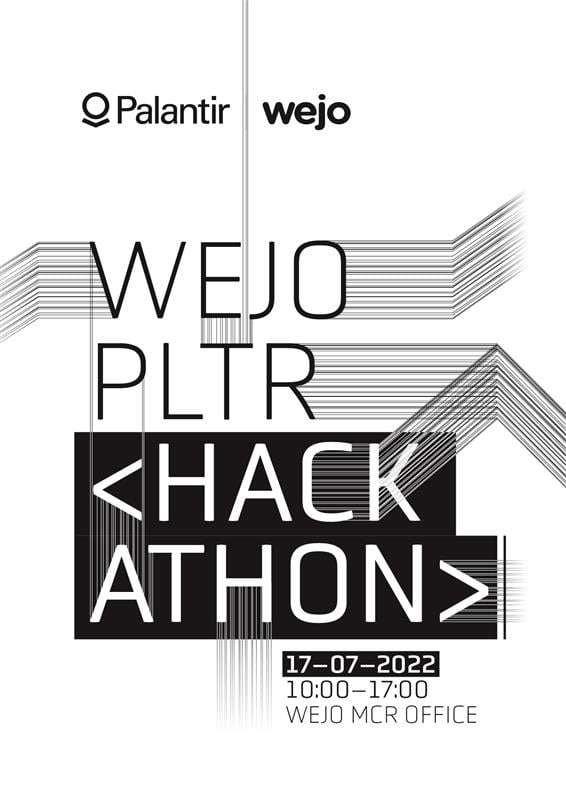 Palantir wejo
WEJO
PLTR
<HACK
ATHON>
17–07–2022
10:00–17:00
WEJO MCR OFFICE